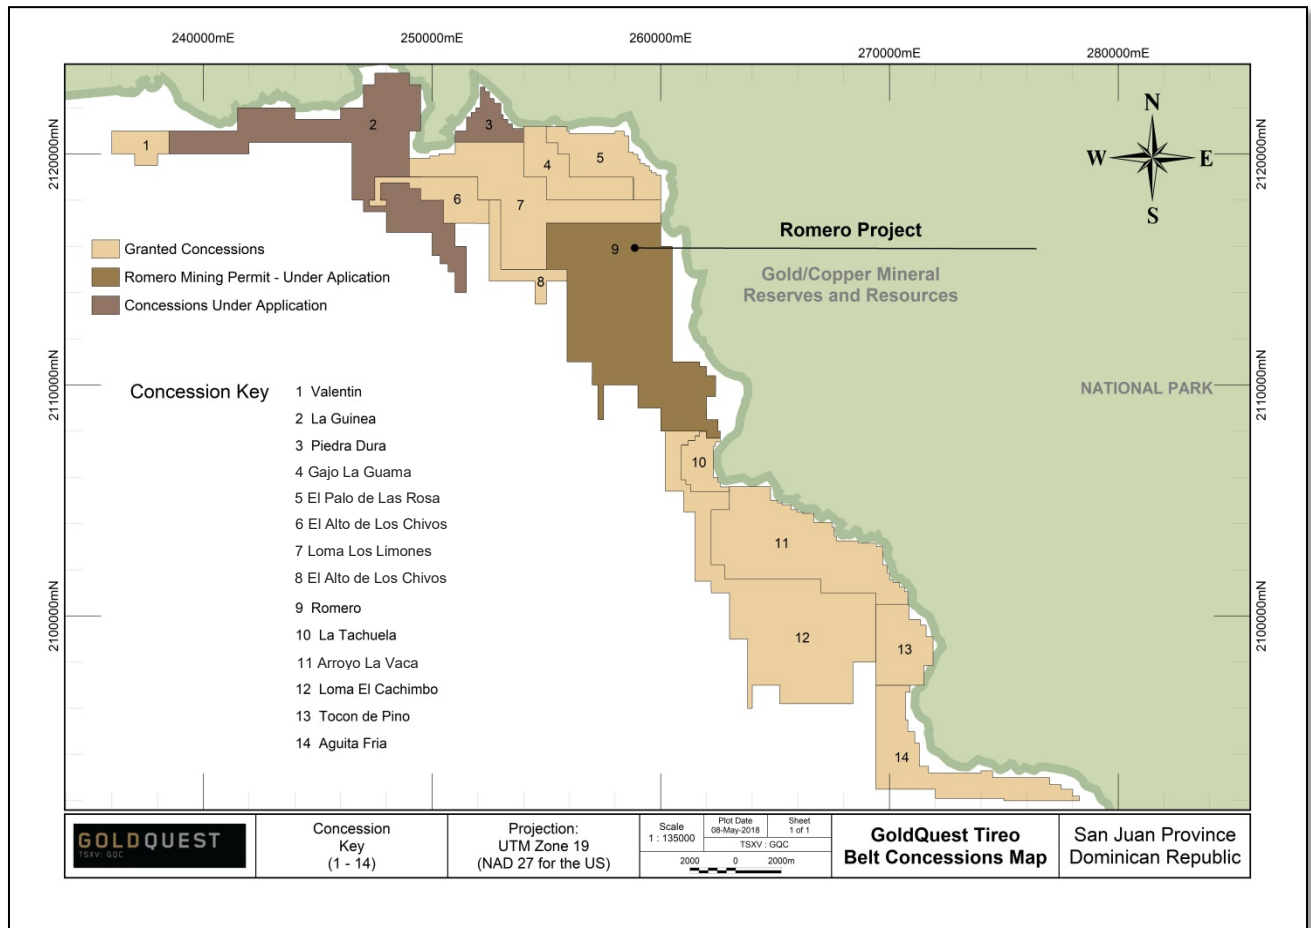 240000mE 250000mE 260000mE 270000mE 280000mE
2120000mN
2110000mN
2100000mN
2120000mN
2110000mN
2100000mN
N
W E
S
1
2
3
4
5
6
7
8
9
10
11
12
13
14
Romero Project
Gold/Copper Mineral
Reserves and Resources
NATIONAL PARK
Granted Concessions
Romero Mining Permit - Under Aplication
Concessions Under Application
Concession Key
1 Valentin
2 La Guinea
3 Piedra Dura
4 Gajo La Guama
5 El Palo de Las Rosa
6 El Alto de Los Chivos
7 Loma Los Limones
8 El Alto de Los Chivos
9 Romero
10 La Tachuela
11 Arroyo La Vaca
12 Loma El Cachimbo
13 Tocon de Pino
14 Aguita Fria
GOLDQUEST
TSXV: GQC
Concession
Key
(1 - 14)
Projection:
UTM Zone 19
(NAD 27 for the US)
Scale
1 : 135000
Plot Date
08-May-2018
Sheet
1 of 1
TSXV : GQC
2000 0 2000m
GoldQuest Tireo
Belt Concessions Map
San Juan Province
Dominican Republic